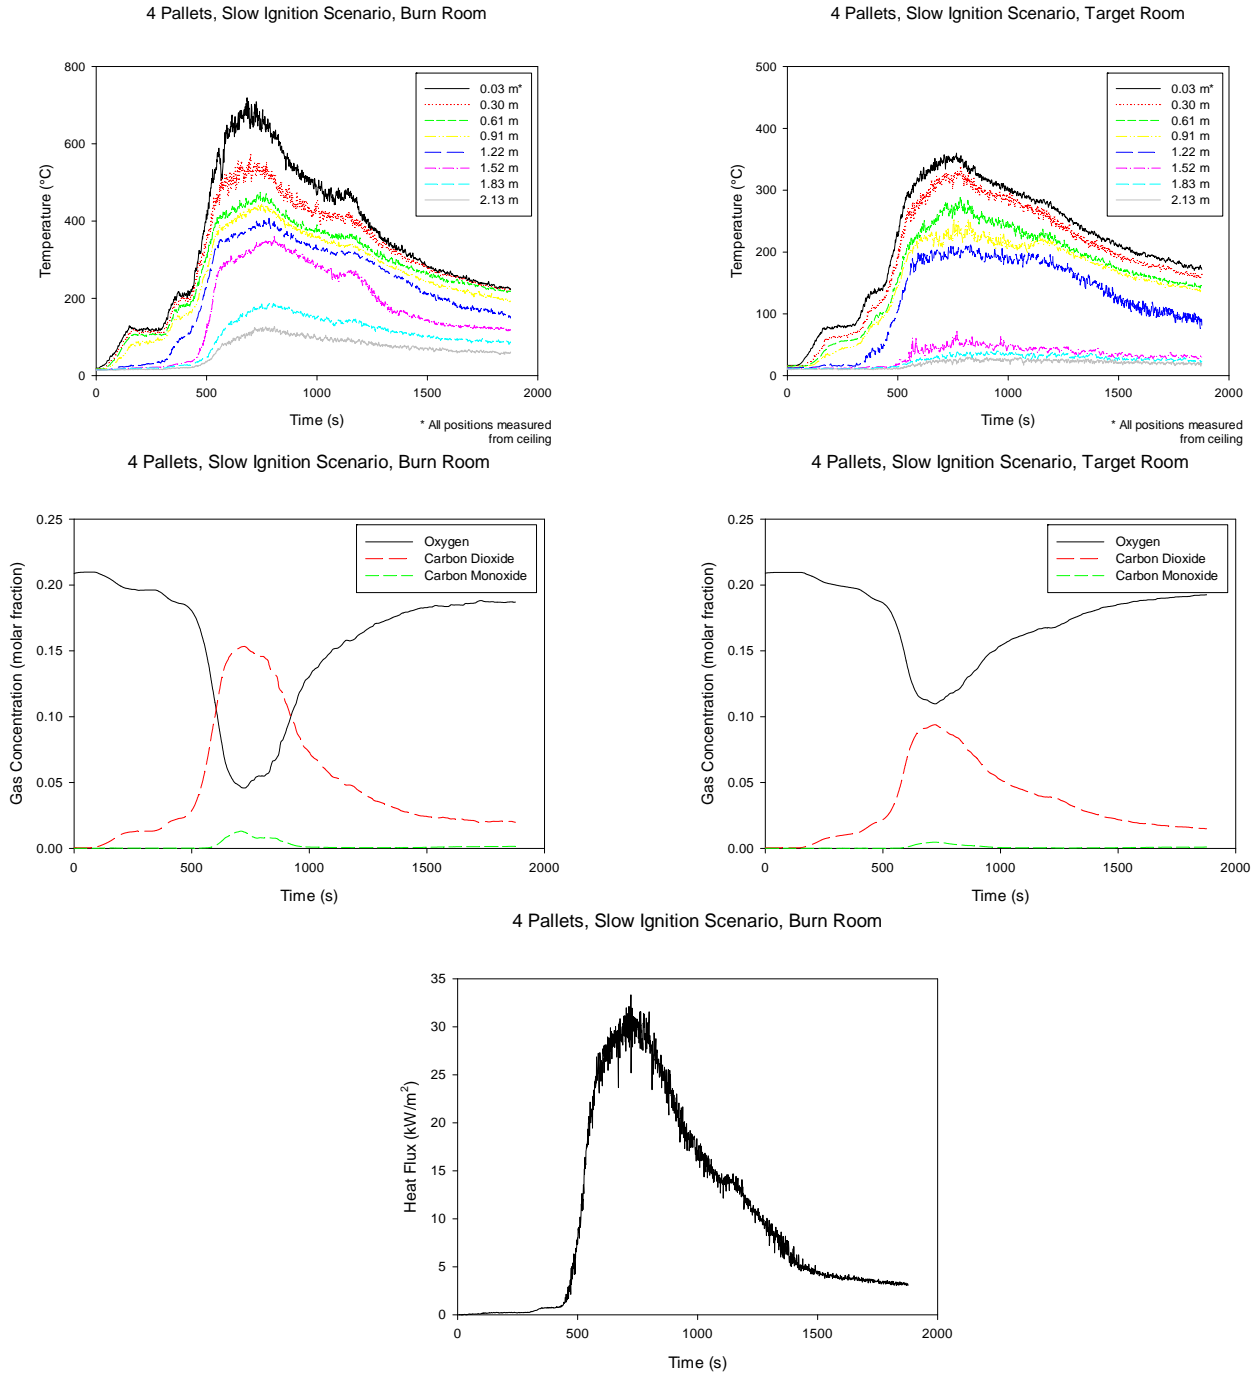 4 Pallets, Slow Ignition Scenario, Burn Room
Temperature (°C)
800
600
400
200
0
0.03 m*
0.30 m
0.61 m
0.91 m
1.22 m
1.52 m
1.83 m
2.13 m
0 500 1000 1500 2000
Time (s)
* All positions measured
from ceiling
4 Pallets, Slow Ignition Scenario, Target Room
Temperature (°C)
500
400
300
200
100
0
0.03 m*
0.30 m
0.61 m
0.91 m
1.22 m
1.52 m
1.83 m
2.13 m
0 500 1000 1500 2000
Time (s)
* All positions measured
from ceiling
4 Pallets, Slow Ignition Scenario, Burn Room
Gas Concentration (molar fraction)
0.25
0.20
0.15
0.10
0.05
0.00
Oxygen
Carbon Dioxide
Carbon Monoxide
0 500 1000 1500 2000
Time (s)
4 Pallets, Slow Ignition Scenario, Target Room
Gas Concentration (molar fraction)
0.25
0.20
0.15
0.10
0.05
0.00
Oxygen
Carbon Dioxide
Carbon Monoxide
0 500 1000 1500 2000
Time (s)
4 Pallets, Slow Ignition Scenario, Burn Room
Heat Flux (kW/m²)
35
30
25
20
15
10
5
0
0 500 1000 1500 2000
Time (s)